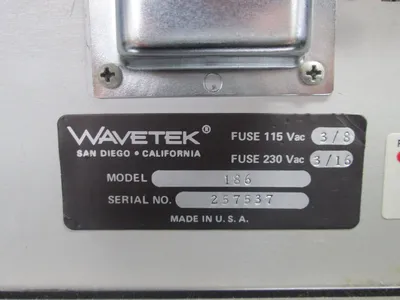 WAVETEK®
SAN DIEGO • CALIFORNIA
FUSE 115 Vac 3/8
FUSE 230 Vac 3/16
MODEL 186
SERIAL NO. 257537
MADE IN U.S.A.